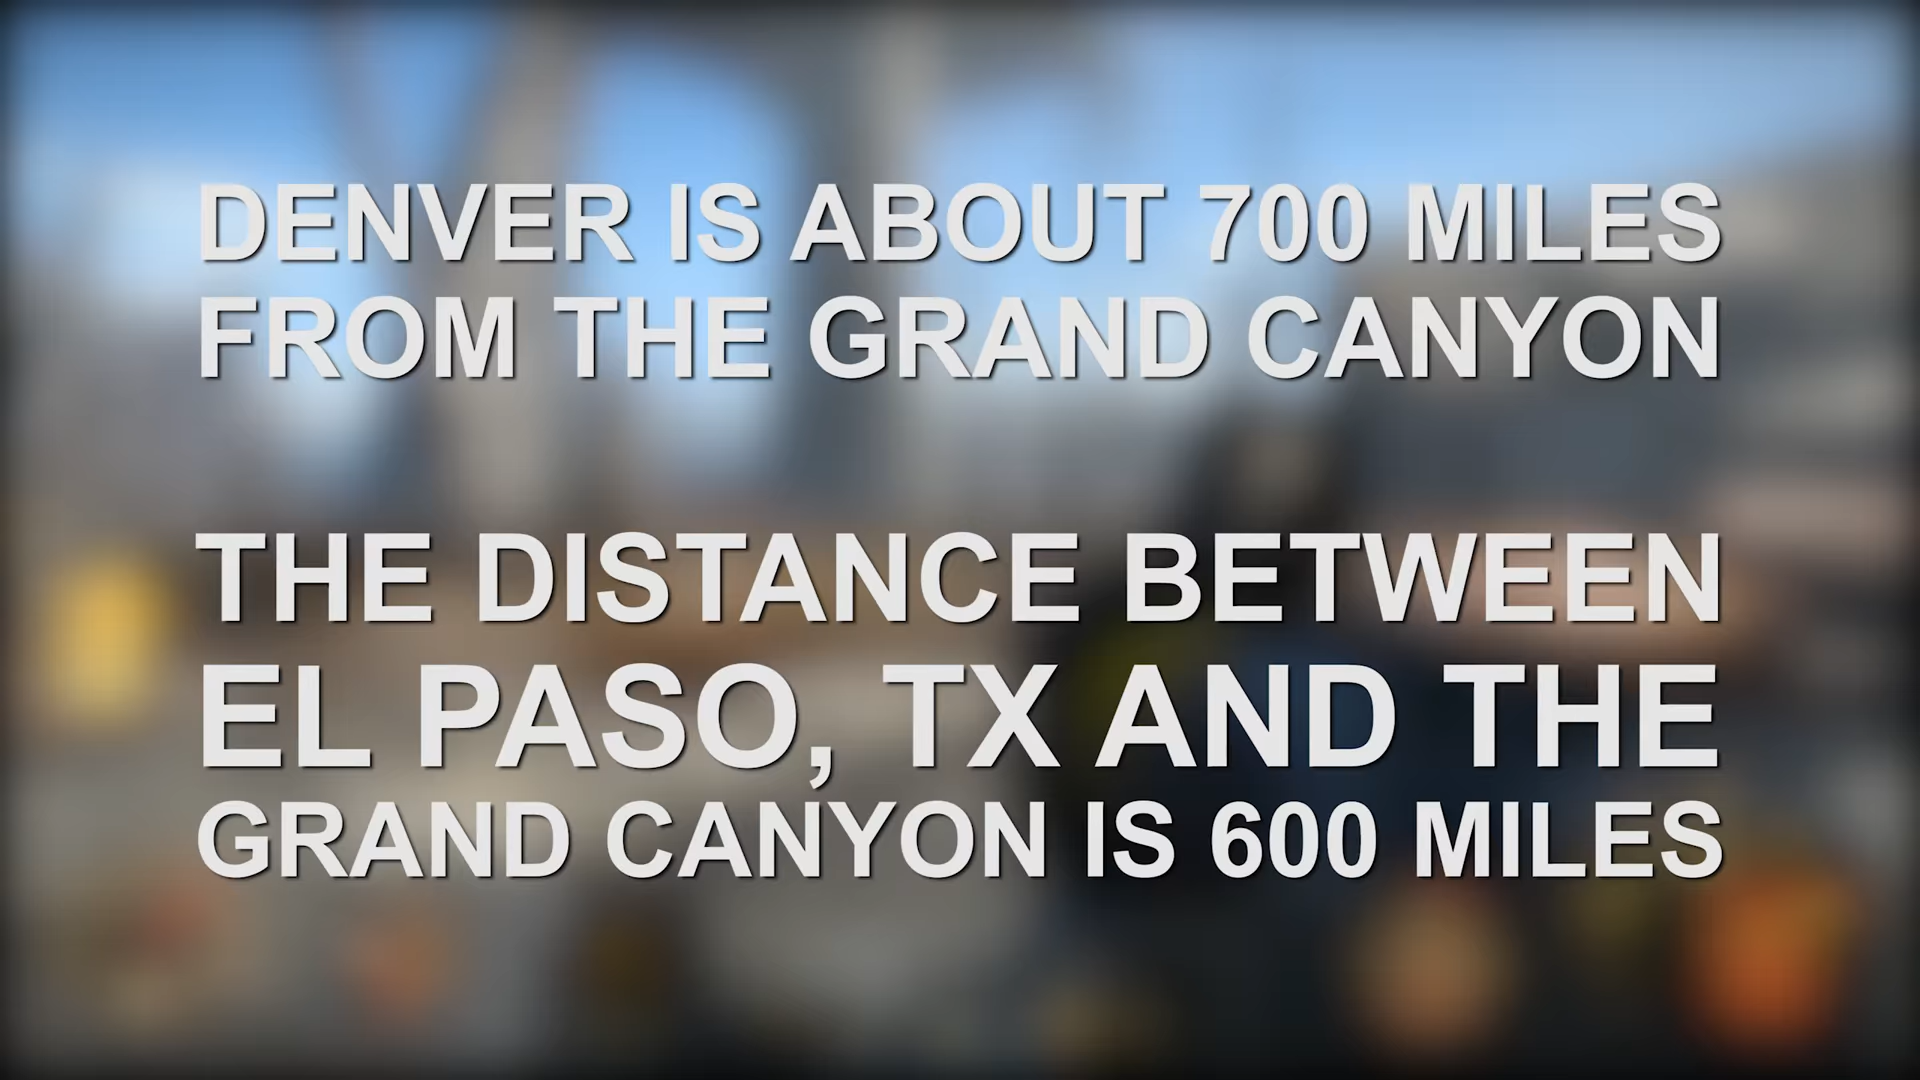 DENVER IS ABOUT 700 MILES
FROM THE GRAND CANYON
THE DISTANCE BETWEEN
EL PASO, TX AND THE
GRAND CANYON IS 600 MILES